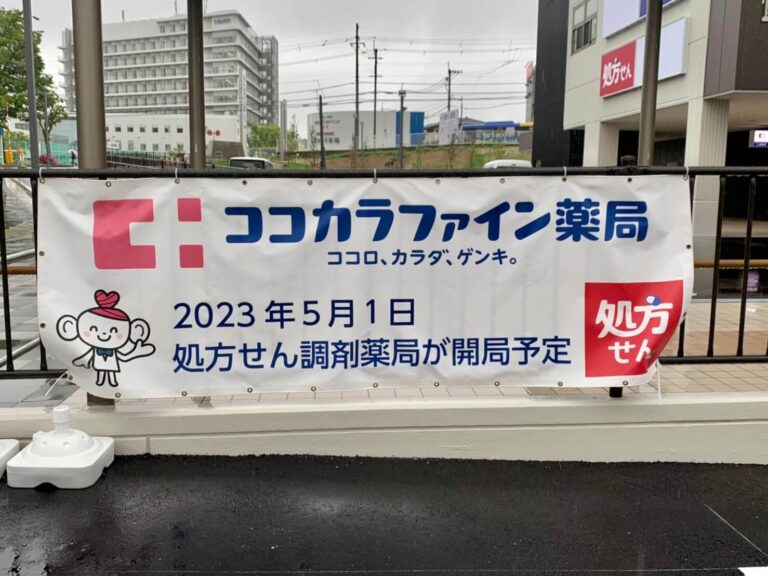 処方せん
ココカラファイン薬局
ココロ、カラダ、ゲンキ。
2023年5月1日
処方せん調剤薬局が開局予定
処方
せん